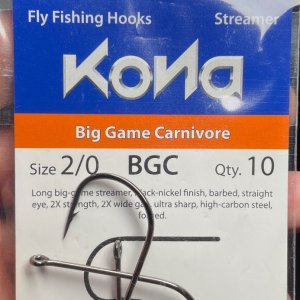 Fly Fishing Hooks Streamer
Kona
Big Game Carnivore
Size 2/0 BGC Qty. 10
Long big-game streamer, black-nickel finish, barbed, straight
eye, 2X strength, 2X wide gap, ultra sharp, high-carbon steel,
forged.